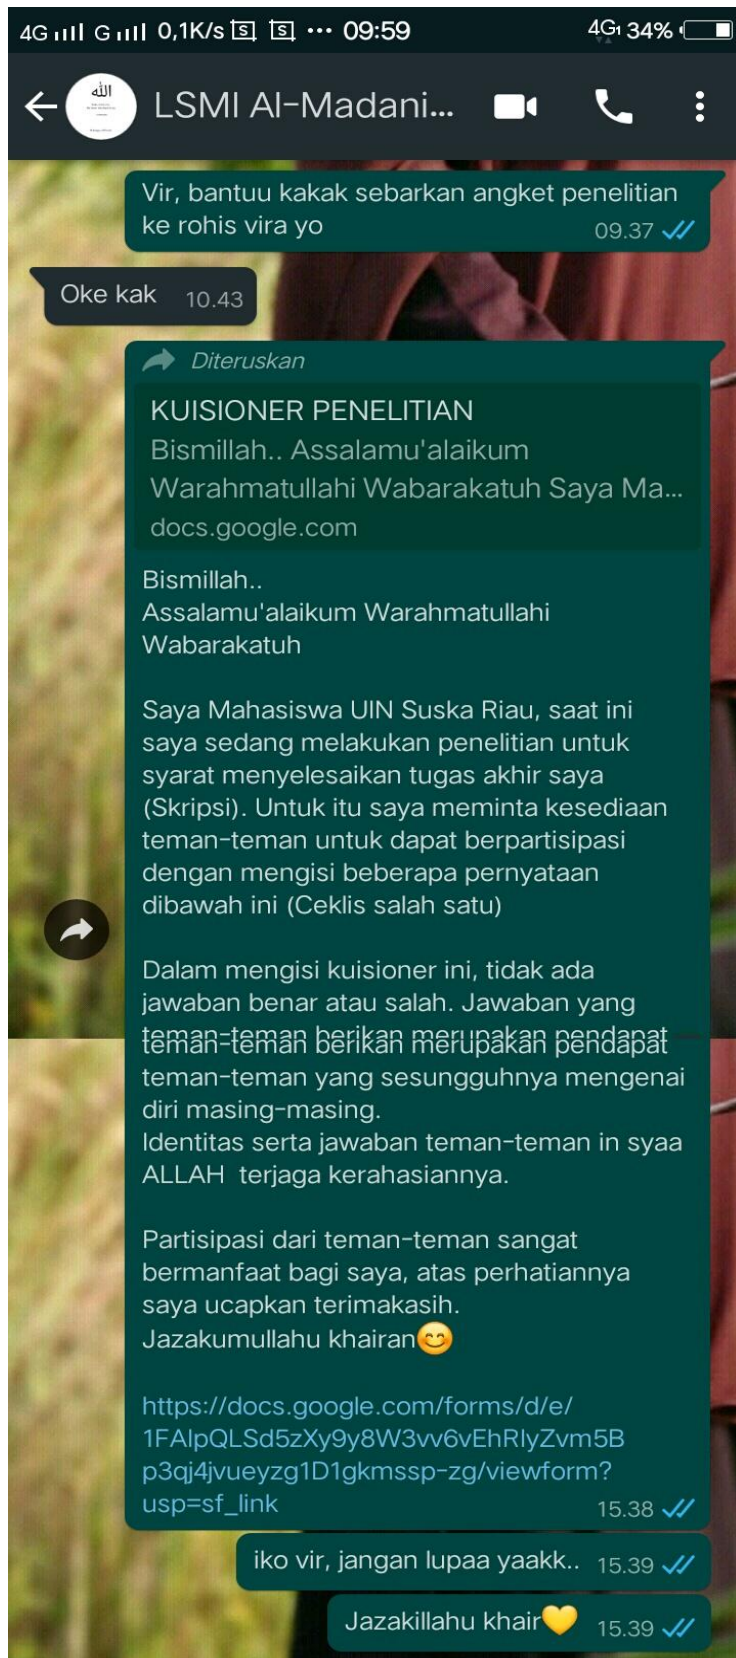 4G G 0,1K/s S S ••• 09:59 4G1 34%
الله
LSMI Al-Madani...
Vir, bantuu kakak sebarkan angket penelitian
ke rohis vira yo 09.37
Oke kak 10.43
Diteruskan
KUISIONER PENELITIAN
Bismillah.. Assalamu'alaikum
Warahmatullahi Wabarakatuh Saya Ma...
docs.google.com
Bismillah..
Assalamu'alaikum Warahmatullahi
Wabarakatuh
Saya Mahasiswa UIN Suska Riau, saat ini
saya sedang melakukan penelitian untuk
syarat menyelesaikan tugas akhir saya
(Skripsi). Untuk itu saya meminta kesediaan
teman-teman untuk dapat berpartisipasi
dengan mengisi beberapa pernyataan
dibawah ini (Ceklis salah satu)
Dalam mengisi kuisioner ini, tidak ada
jawaban benar atau salah. Jawaban yang
teman-teman berikan merupakan pendapat
teman-teman yang sesungguhnya mengenai
diri masing-masing.
Identitas serta jawaban teman-teman in syaa
ALLAH  terjaga kerahasiannya.
Partisipasi dari teman-teman sangat
bermanfaat bagi saya, atas perhatiannya
saya ucapkan terimakasih.
Jazakumullahu khairan😊
https://docs.google.com/forms/d/e/
1FAIpQLSd5zXy9y8W3vv6vEhRIyZvm5B
p3qj4jvueyzg1D1gkmssp-zg/viewform?
usp=sf_link 15.38
iko vir, jangan lupaa yaakk.. 15.39
Jazakillahu khair💛 15.39